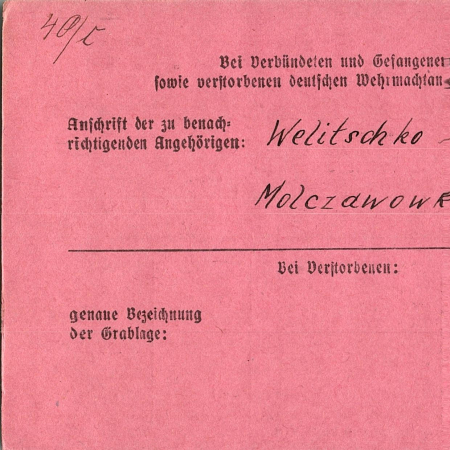 Bei Verbündeten und Gefangenen
sowie verstorbenen deutschen Wehrmachtan
Anschrift der zu benach-
richtigenden Angehörigen: Welitschko -
Molczawowk
Bei Verstorbenen:
genaue Bezeichnung
der Grablage: